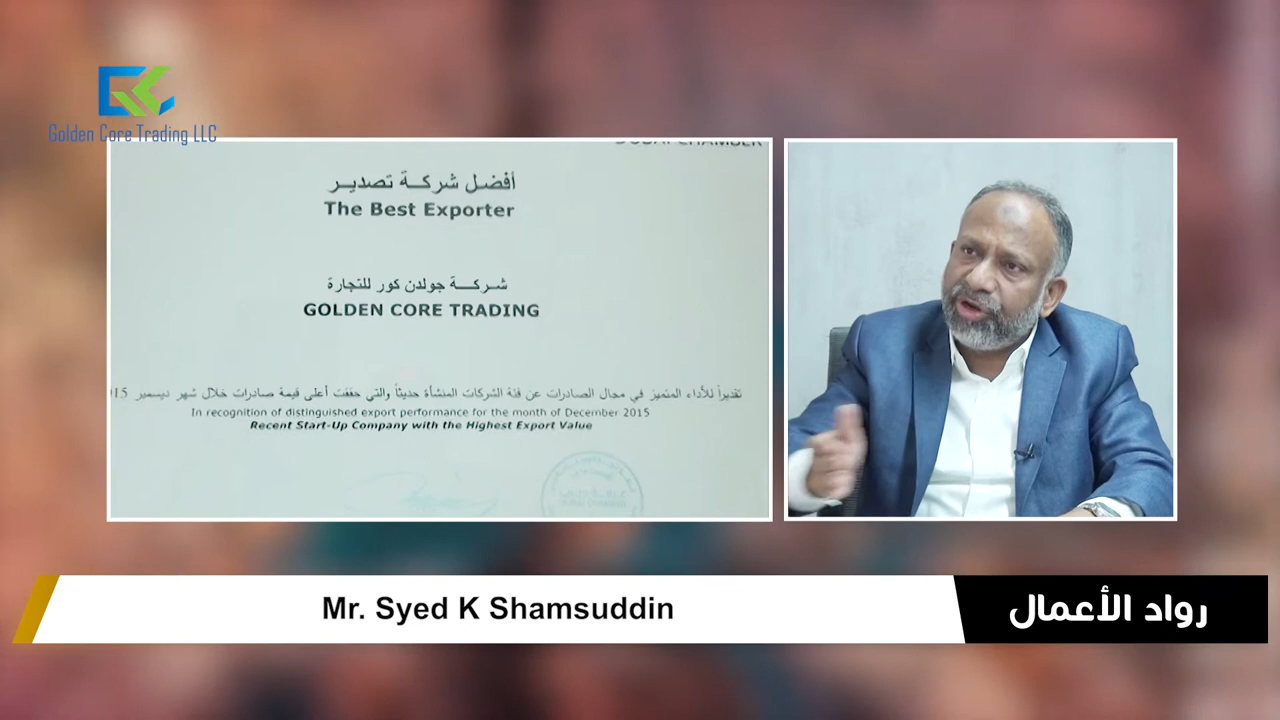 Golden Core Trading LLC
DUBAI CHAMBER
أفضل شركة تصدير
The Best Exporter
شركة جولدن كور للتجارة
GOLDEN CORE TRADING
تقديراً للأداء المتميز في مجال الصادرات عن فئة الشركات المنشأة حديثاً والتي حققت أعلى قيمة صادرات خلال شهر ديسمبر 15
In recognition of distinguished export performance for the month of December 2015
Recent Start-Up Company with the Highest Export Value
Mr. Syed K Shamsuddin
رواد الأعمال